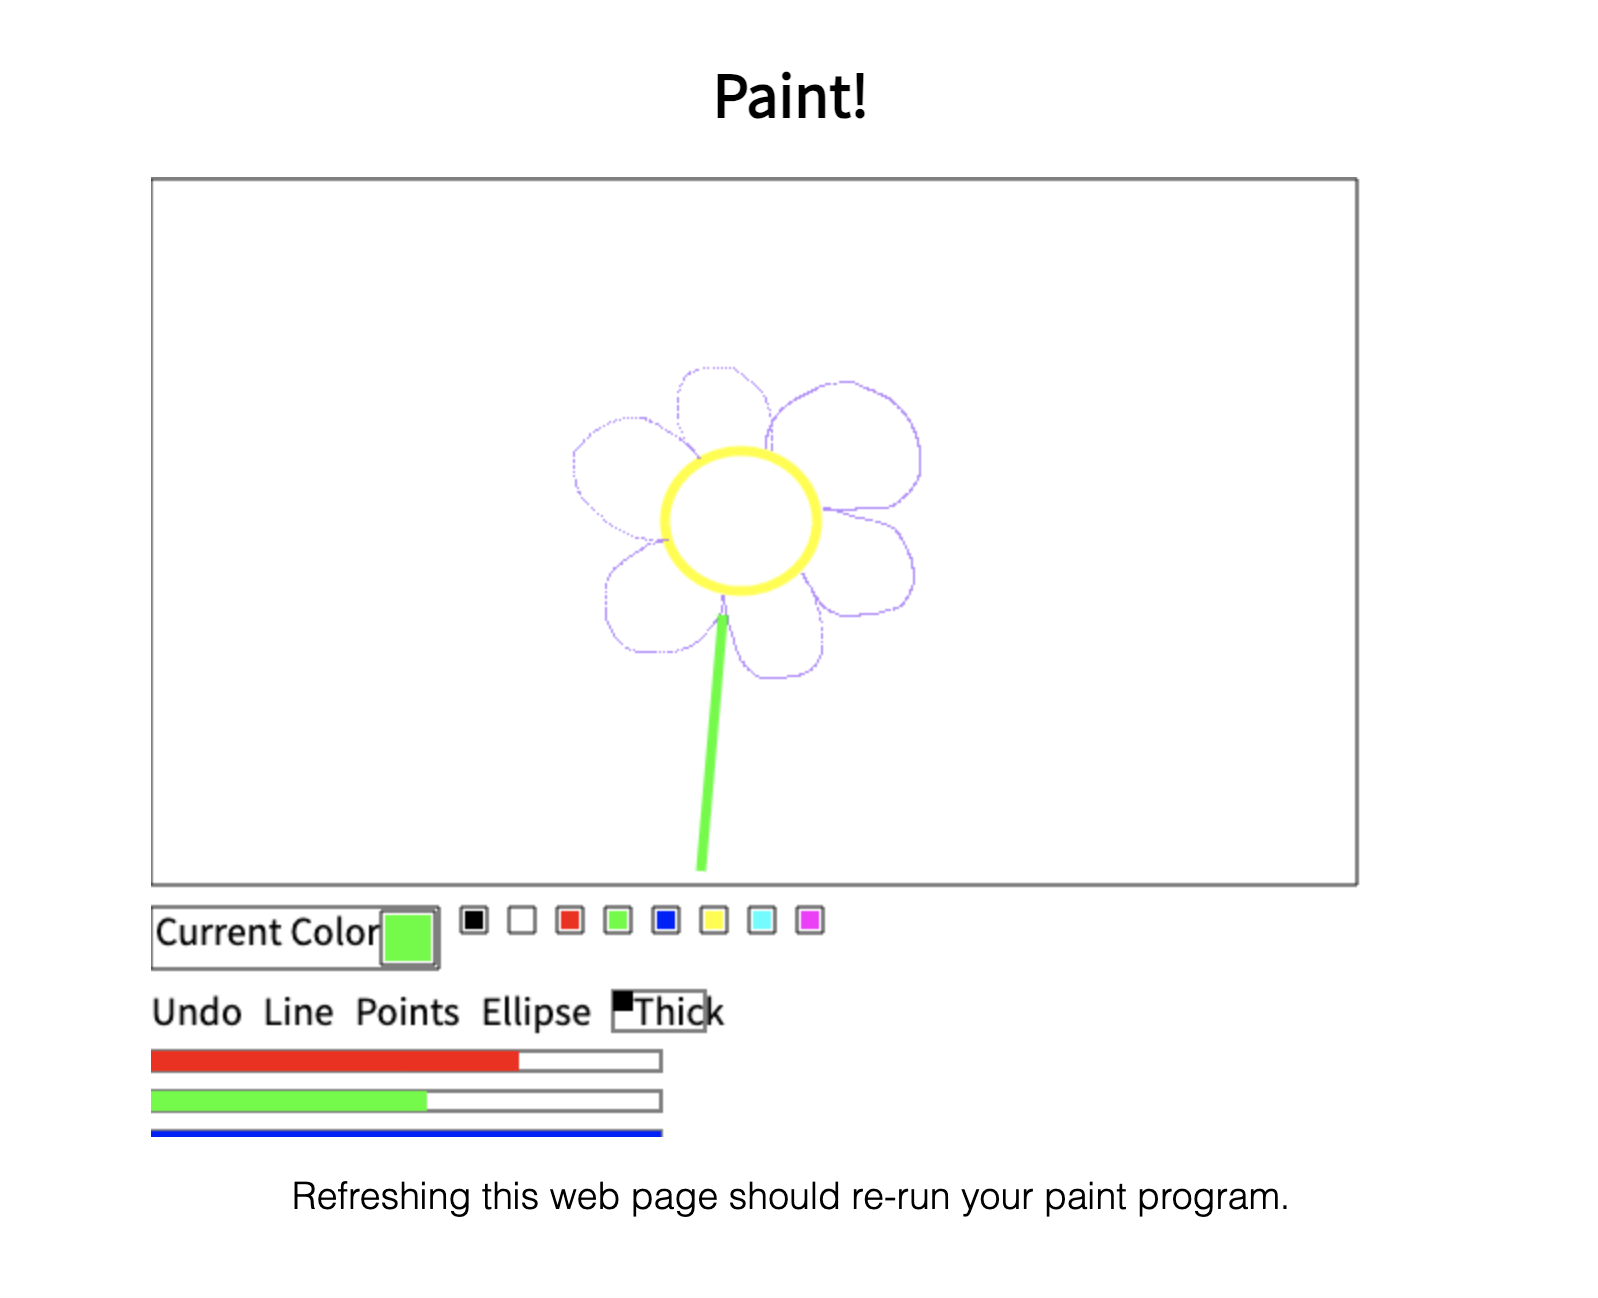 Paint!
Current Color
Undo Line Points Ellipse Thick
Refreshing this web page should re-run your paint program.